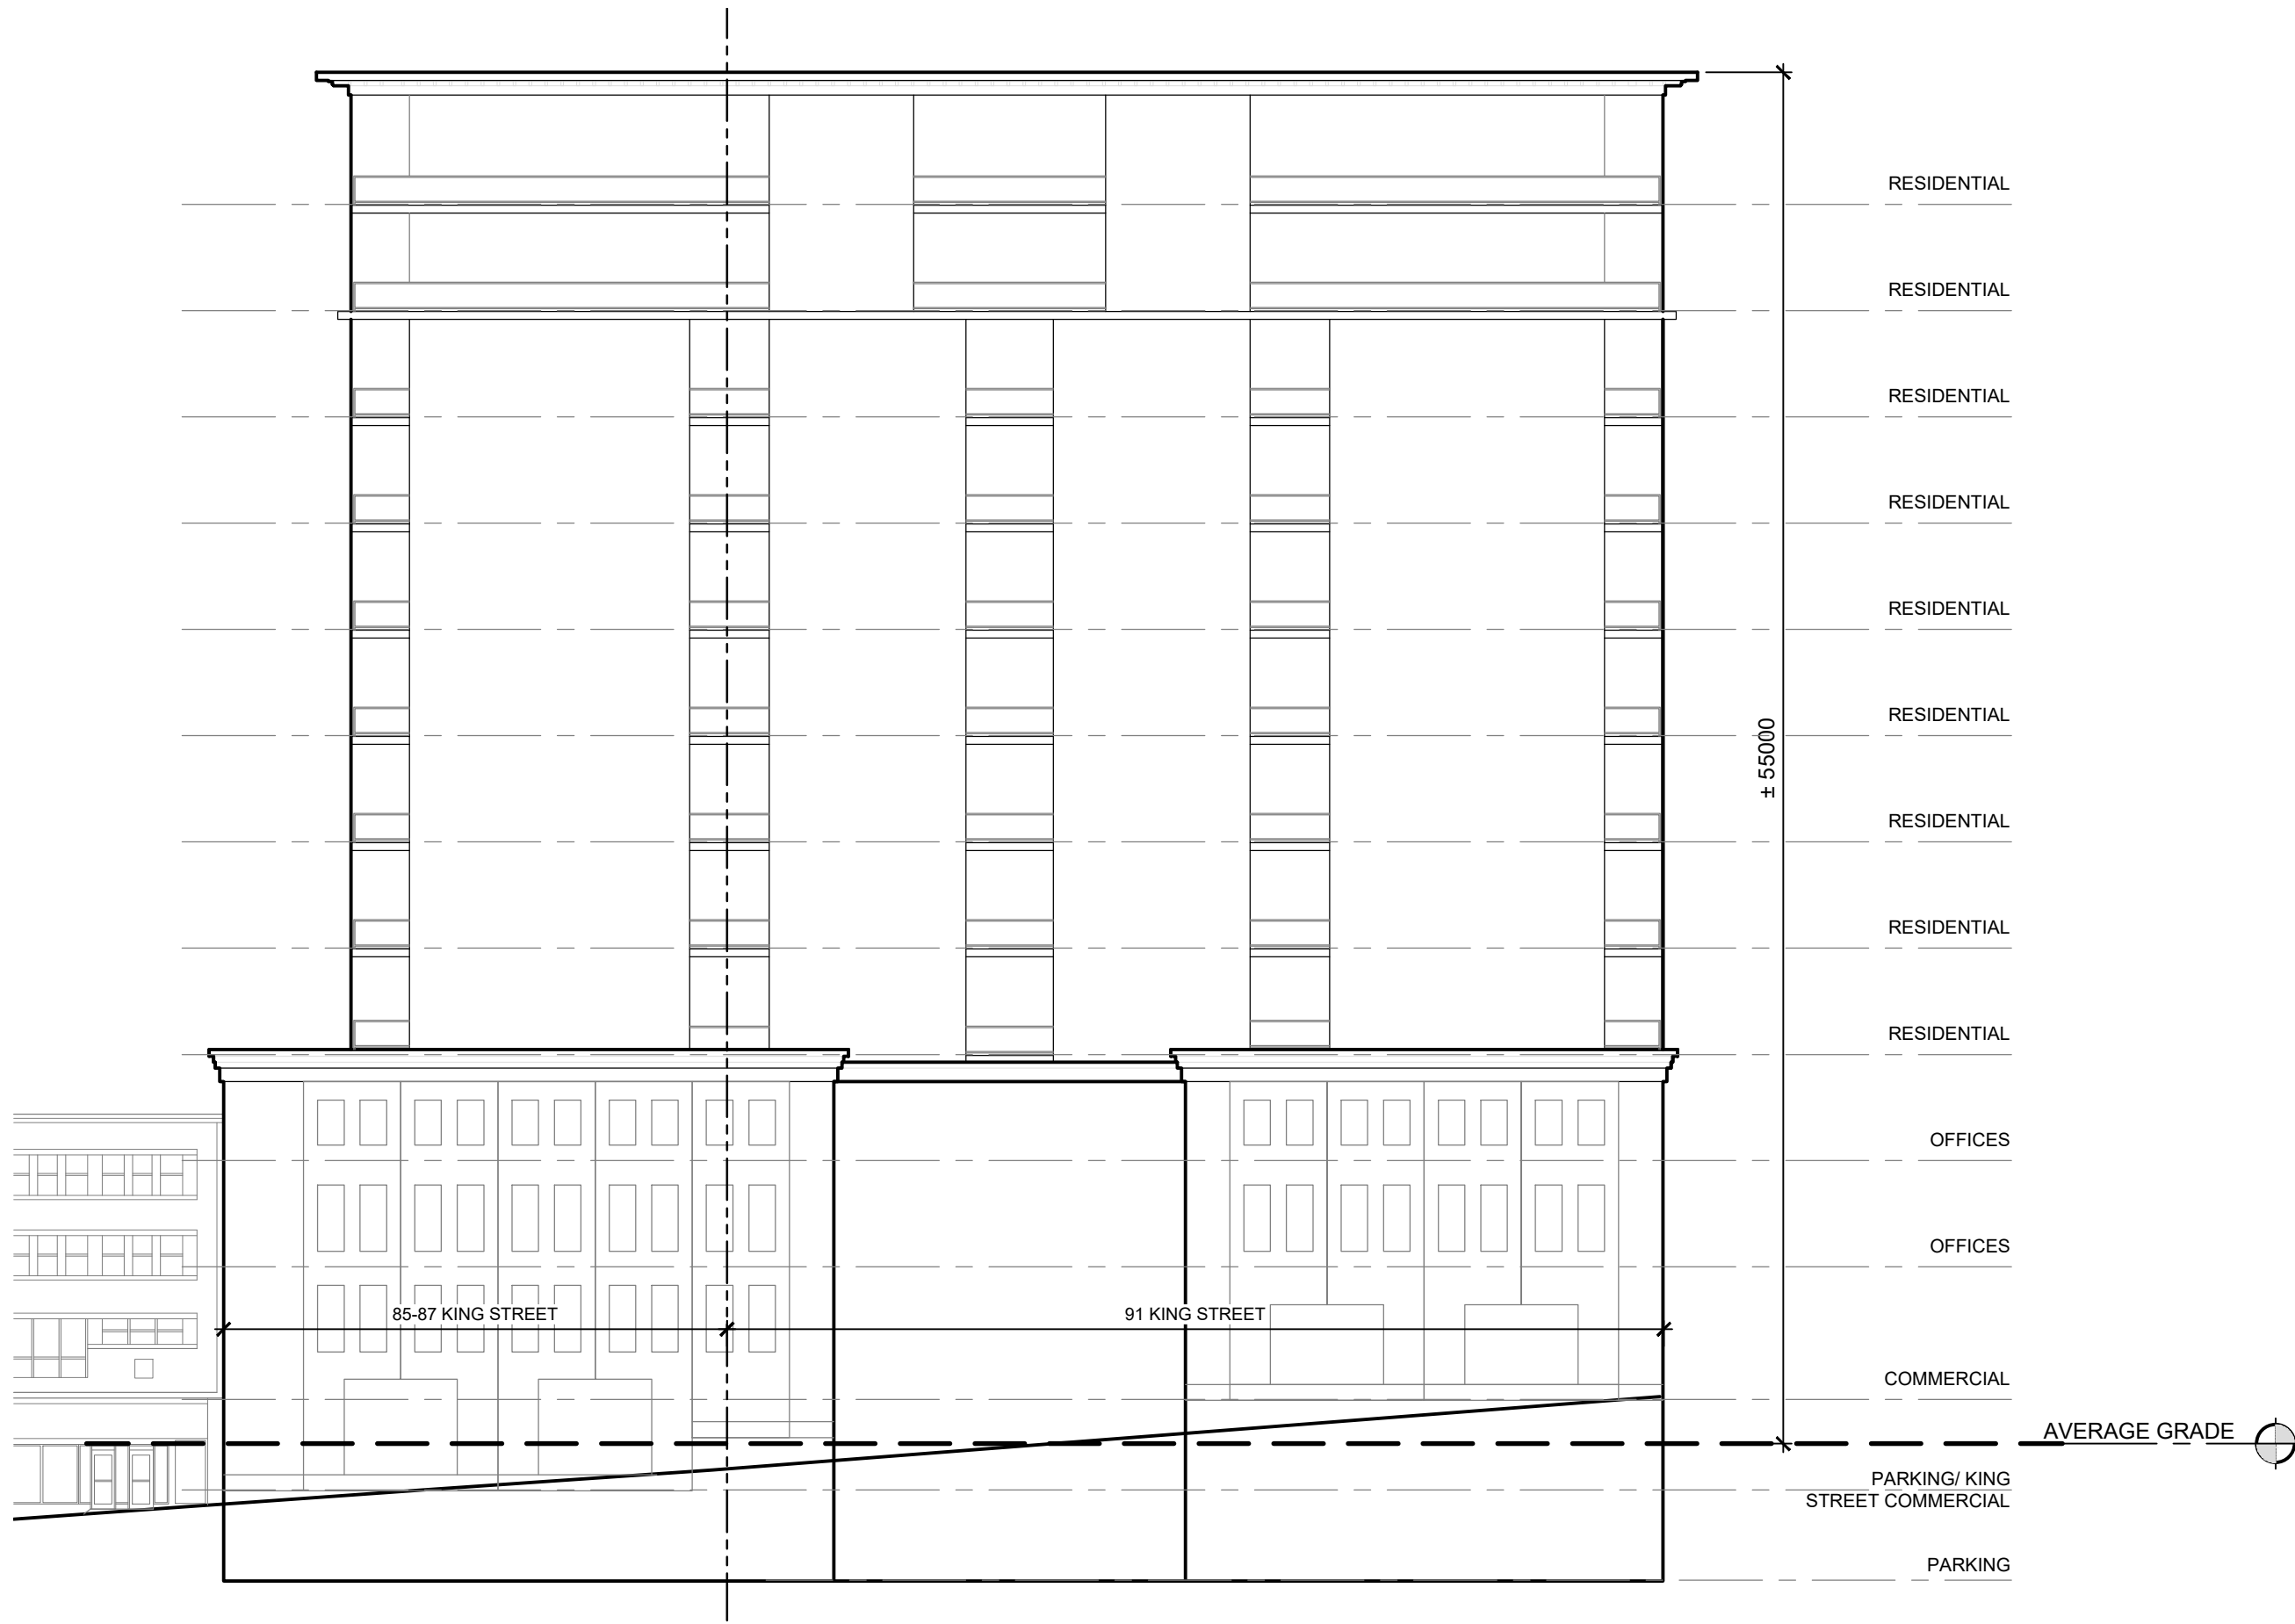 RESIDENTIAL
RESIDENTIAL
RESIDENTIAL
RESIDENTIAL
RESIDENTIAL
RESIDENTIAL
± 55000
RESIDENTIAL
RESIDENTIAL
RESIDENTIAL
OFFICES
OFFICES
85-87 KING STREET
91 KING STREET
COMMERCIAL
AVERAGE GRADE
PARKING/ KING
STREET COMMERCIAL
PARKING